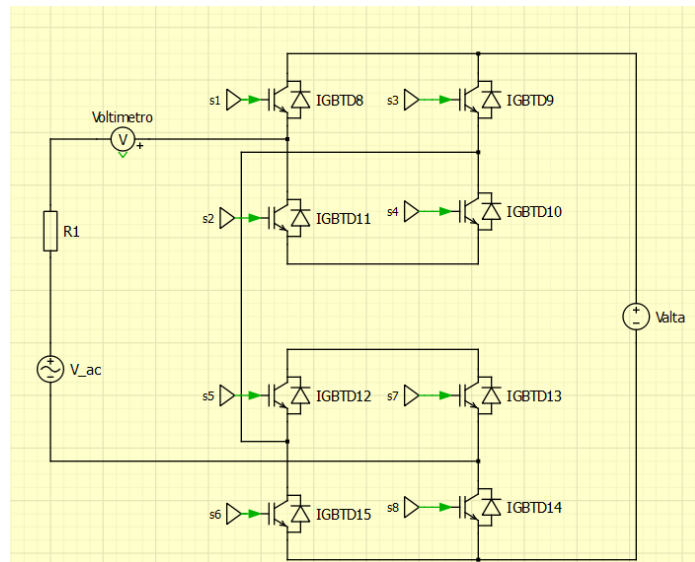 s1
IGBTD8
s3
IGBTD9
Voltimetro
V
+
s2
IGBTD11
s4
IGBTD10
R1
+
-
Valta
+
-
V_ac
s5
IGBTD12
s7
IGBTD13
s6
IGBTD15
s8
IGBTD14